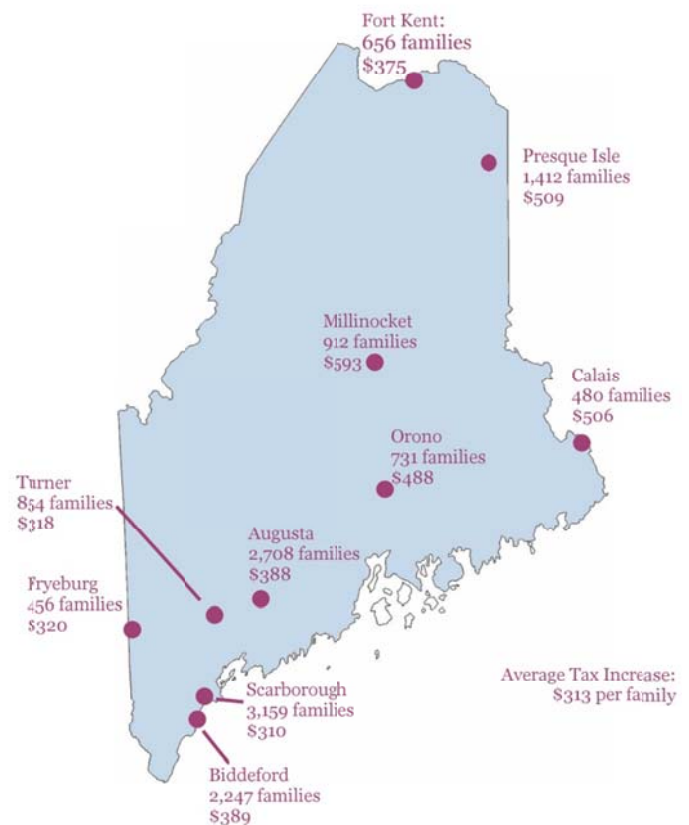 Fort Kent:
656 families
$375
Presque Isle
1,412 families
$509
Millinocket
912 families
$593
Calais
480 families
$506
Orono
731 families
$488
Turner
854 families
$318
Augusta
2,708 families
$388
Fryeburg
456 families
$320
Average Tax Increase:
$313 per family
Scarborough
3,159 families
$310
Biddeford
2,247 families
$389